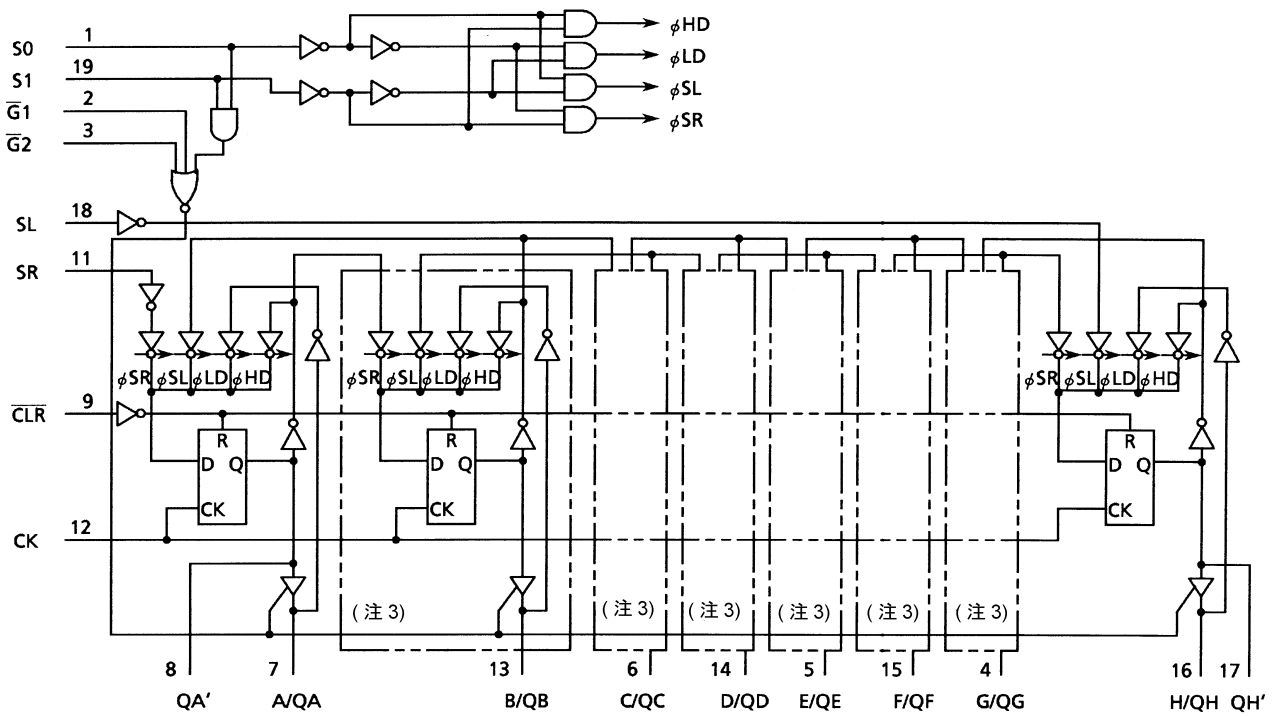 S0 1
S1 19
G̅1 2
G̅2 3
φHD
φLD
φSL
φSR
SL 18
SR 11
φSR φSL φLD φHD
φSR φSL φLD φHD
φSR φSL φLD φHD
C̅L̅R̅ 9
R
D Q
CK
R
D Q
CK
R
D Q
CK
CK 12
(注3)
(注3)
(注3)
(注3)
(注3)
(注3)
8 7 13 6 14 5 15 4 16 17
QA' A/QA B/QB C/QC D/QD E/QE F/QF G/QG H/QH QH'